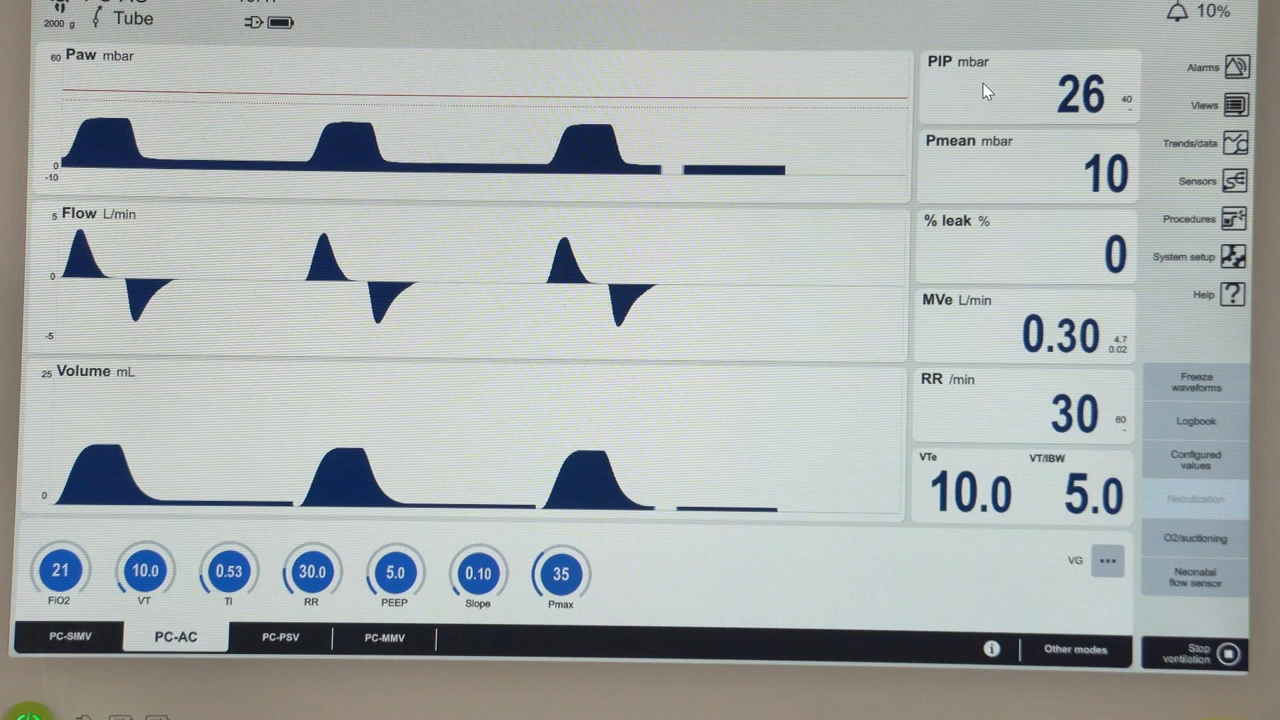 2000 g Tube
10%
60 Paw mbar
0
-10
5 Flow L/min
0
-5
25 Volume mL
0
PIP mbar
26 40
-
Pmean mbar
10
% leak %
0
MVe L/min
0.30 4.7
0.02
RR /min
30 60
-
VTe VT/IBW
10.0 5.0
Alarms
Views
Trends/data
Sensors
Procedures
System setup
Help ?
Freeze
waveforms
Logbook
Configured
values
Nebulization
O2/suctioning
Neonatal
flow sensor
21 10.0 0.53 30.0 5.0 0.10 35
FiO2 VT TI RR PEEP Slope Pmax
VG •••
PC-SIMV PC-AC PC-PSV PC-MMV
i Other modes
Stop
ventilation